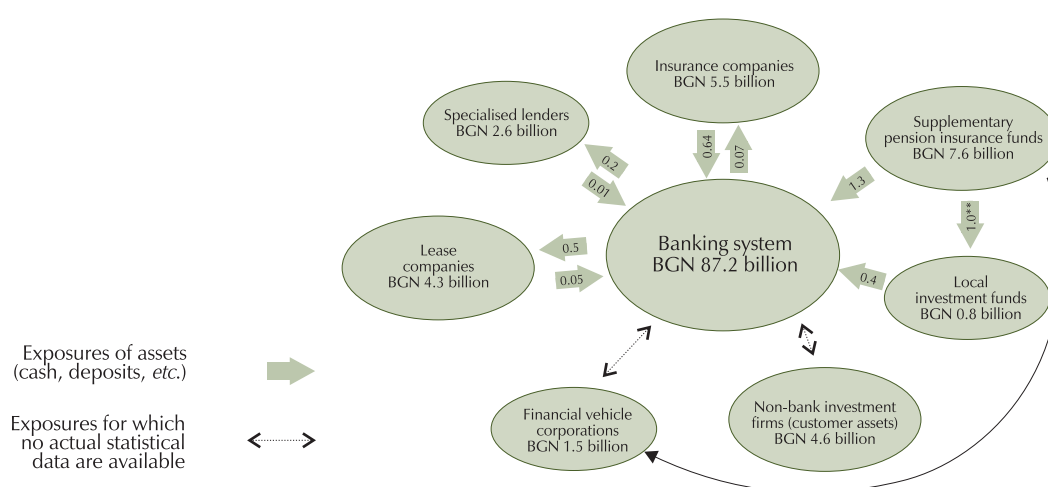 Insurance companies
BGN 5.5 billion
Specialised lenders
BGN 2.6 billion
Supplementary
pension insurance funds
BGN 7.6 billion
0.64
0.07
0.2
0.01
1.3
1.0**
Banking system
BGN 87.2 billion
Lease
companies
BGN 4.3 billion
0.5
0.05
0.4
Local
investment funds
BGN 0.8 billion
Exposures of assets
(cash, deposits, etc.)
Exposures for which
no actual statistical
data are available
Financial vehicle
corporations
BGN 1.5 billion
Non-bank investment
firms (customer assets)
BGN 4.6 billion